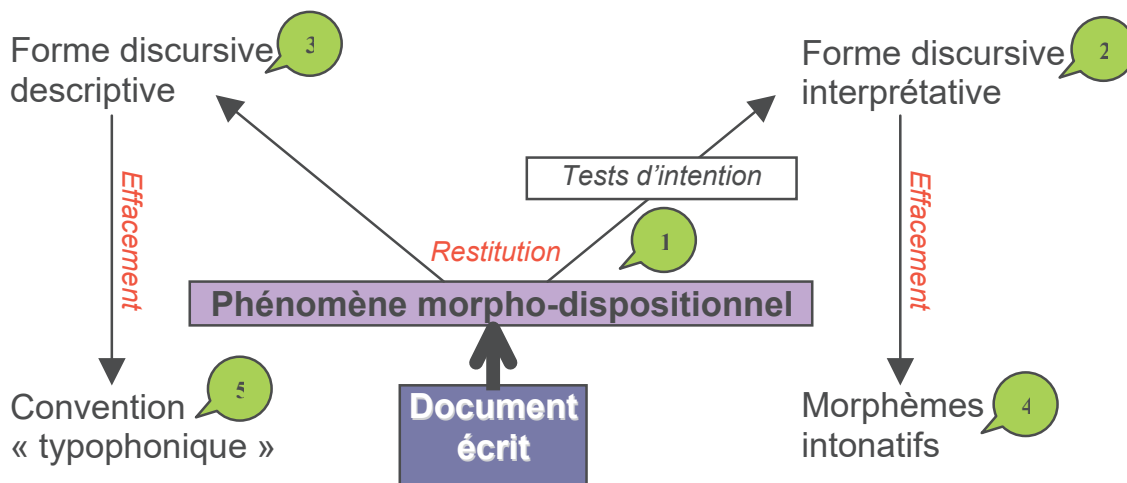 Forme discursive
descriptive
3
Forme discursive
interprétative
2
Tests d'intention
Effacement
Effacement
Restitution
1
Phénomène morpho-dispositionnel
Document
écrit
Convention
« typophonique »
5
Morphèmes
intonatifs
4